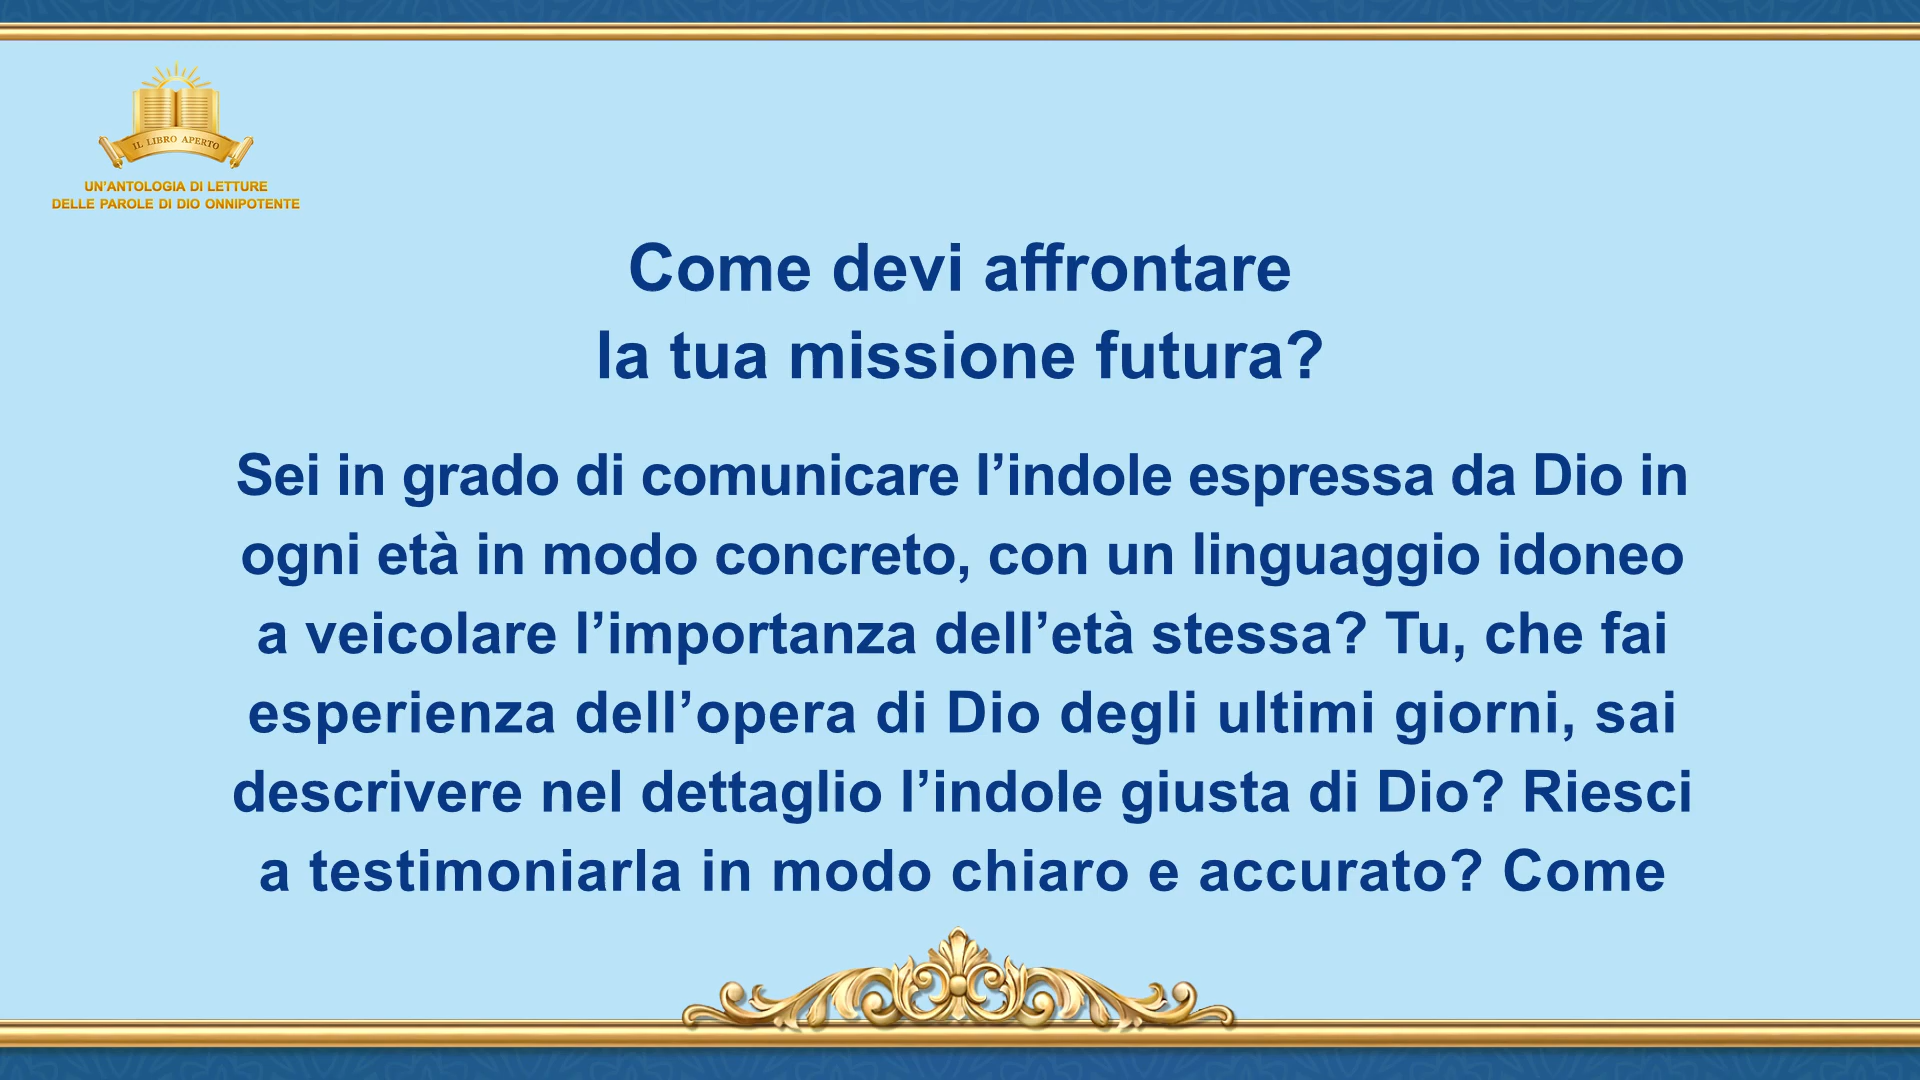 IL LIBRO APERTO
UN’ANTOLOGIA DI LETTURE
DELLE PAROLE DI DIO ONNIPOTENTE
Come devi affrontare
la tua missione futura?
Sei in grado di comunicare l’indole espressa da Dio in
ogni età in modo concreto, con un linguaggio idoneo
a veicolare l’importanza dell’età stessa? Tu, che fai
esperienza dell’opera di Dio degli ultimi giorni, sai
descrivere nel dettaglio l’indole giusta di Dio? Riesci
a testimoniarla in modo chiaro e accurato? Come